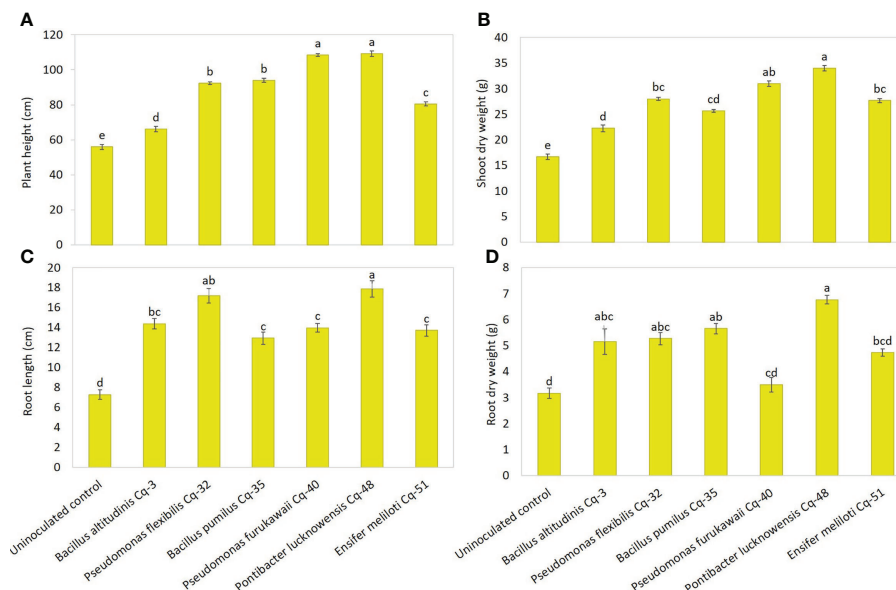 A
Plant height (cm)
120
100
80
60
40
20
0
e
d
b
b
a
a
c
B
Shoot dry weight (g)
40
35
30
25
20
15
10
5
0
e
d
bc
cd
ab
a
bc
C
Root length (cm)
20
18
16
14
12
10
8
6
4
2
0
d
bc
ab
c
c
a
c
Uninoculated control
Bacillus altitudinis Cq-3
Pseudomonas flexibilis Cq-32
Bacillus pumilus Cq-35
Pseudomonas furukawaii Cq-40
Pontibacter lucknowensis Cq-48
Ensifer meliloti Cq-51
D
Root dry weight (g)
8
7
6
5
4
3
2
1
0
d
abc
abc
ab
cd
a
bcd
Uninoculated control
Bacillus altitudinis Cq-3
Pseudomonas flexibilis Cq-32
Bacillus pumilus Cq-35
Pseudomonas furukawaii Cq-40
Pontibacter lucknowensis Cq-48
Ensifer meliloti Cq-51